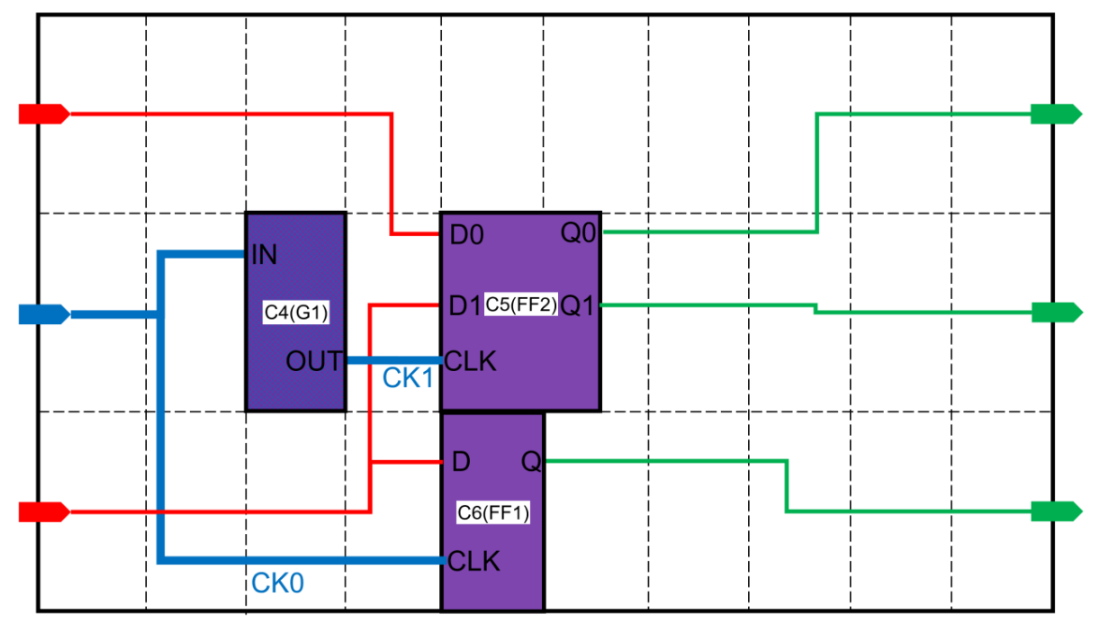 D0
Q0
IN
D1
C5(FF2)
Q1
C4(G1)
OUT
CLK
CK1
D
Q
C6(FF1)
CLK
CK0